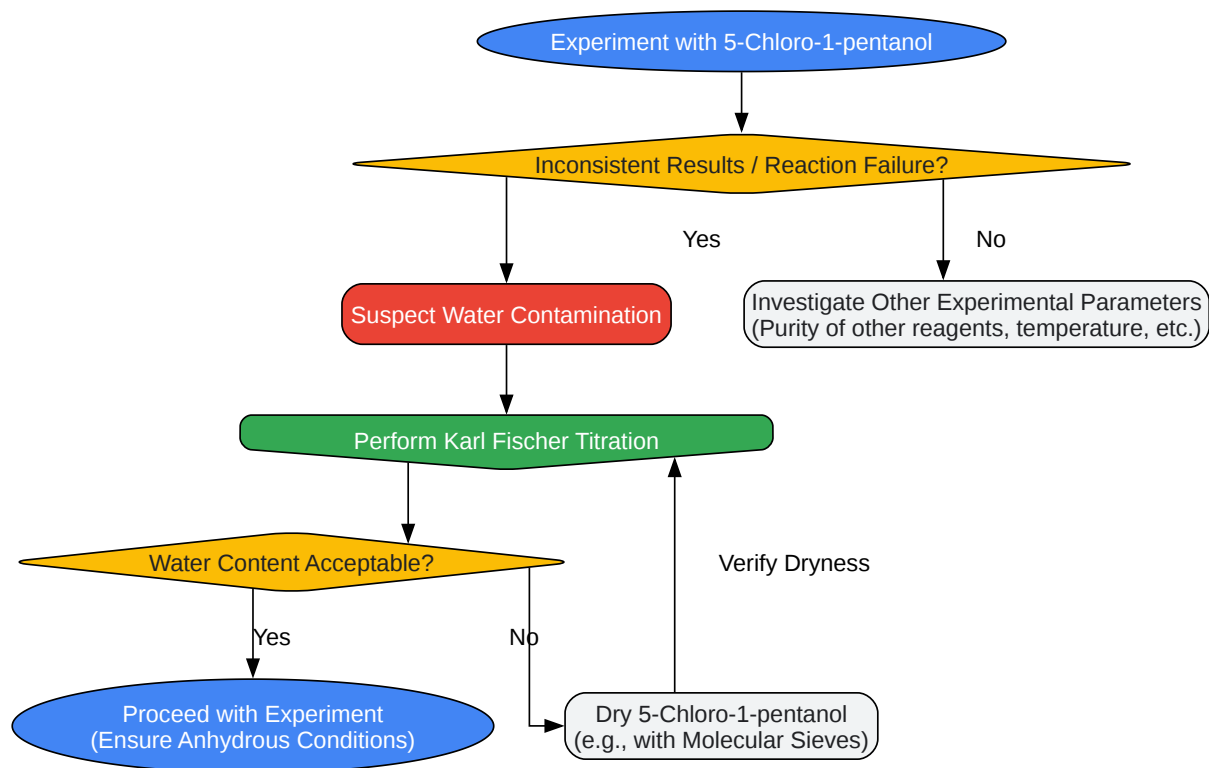 Experiment with 5-Chloro-1-pentanol
Inconsistent Results / Reaction Failure?
Yes
No
Suspect Water Contamination
Investigate Other Experimental Parameters
(Purity of other reagents, temperature, etc.)
Perform Karl Fischer Titration
Water Content Acceptable?
Verify Dryness
Yes
No
Proceed with Experiment
(Ensure Anhydrous Conditions)
Dry 5-Chloro-1-pentanol
(e.g., with Molecular Sieves)